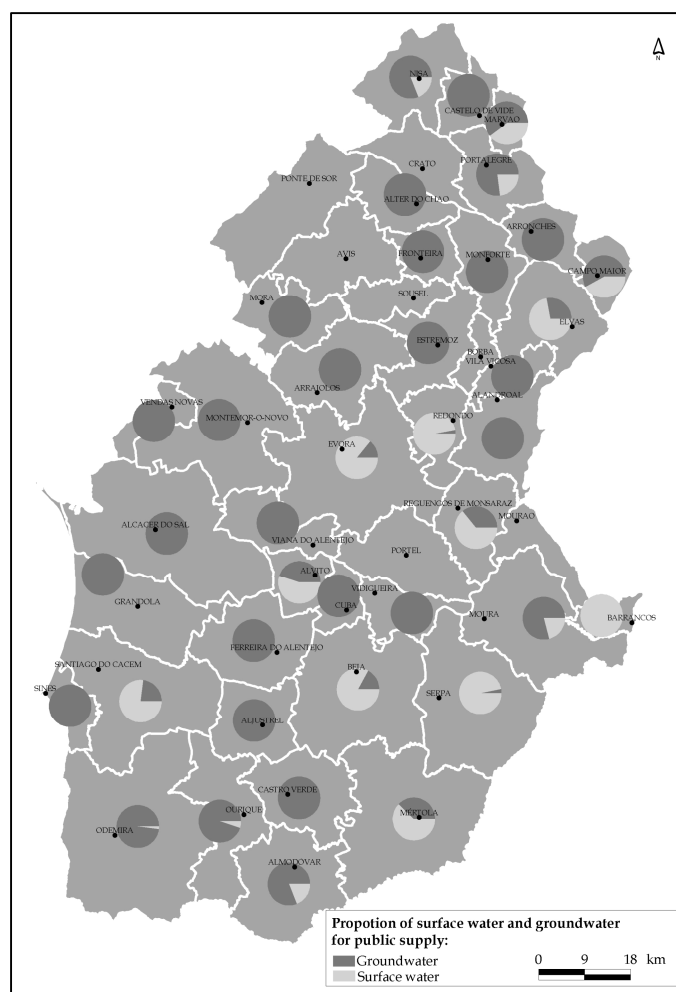 N
NISA
CASTELO DE VIDE
MARVAO
PORTALEGRE
CRATO
PONTE DE SOR
ALTER DO CHAO
ARRONCHES
AVIS
FRONTEIRA
MONFORTE
CAMPO MAIOR
SOUSEL
MORA
ELVAS
ESTREMOZ
BORBA
VILA VIÇOSA
ARRAIOLOS
ALANDROAL
VENDAS NOVAS
MONTEMOR-O-NOVO
REDONDO
EVORA
REGUENGOS DE MONSARAZ
MOURAO
ALCACER DO SAL
VIANA DO ALENTEJO
PORTEL
ALVITO
VIDIGUEIRA
GRANDOLA
CUBA
MOURA
BARRANCOS
FERREIRA DO ALENTEJO
SANTIAGO DO CACEM
BEJA
SINES
SERPA
ALJUSTREL
CASTRO VERDE
OURIQUE
MÉRTOLA
ODEMIRA
ALMODOVAR
Propotion of surface water and groundwater
for public supply:
Groundwater
Surface water
0 9 18 km